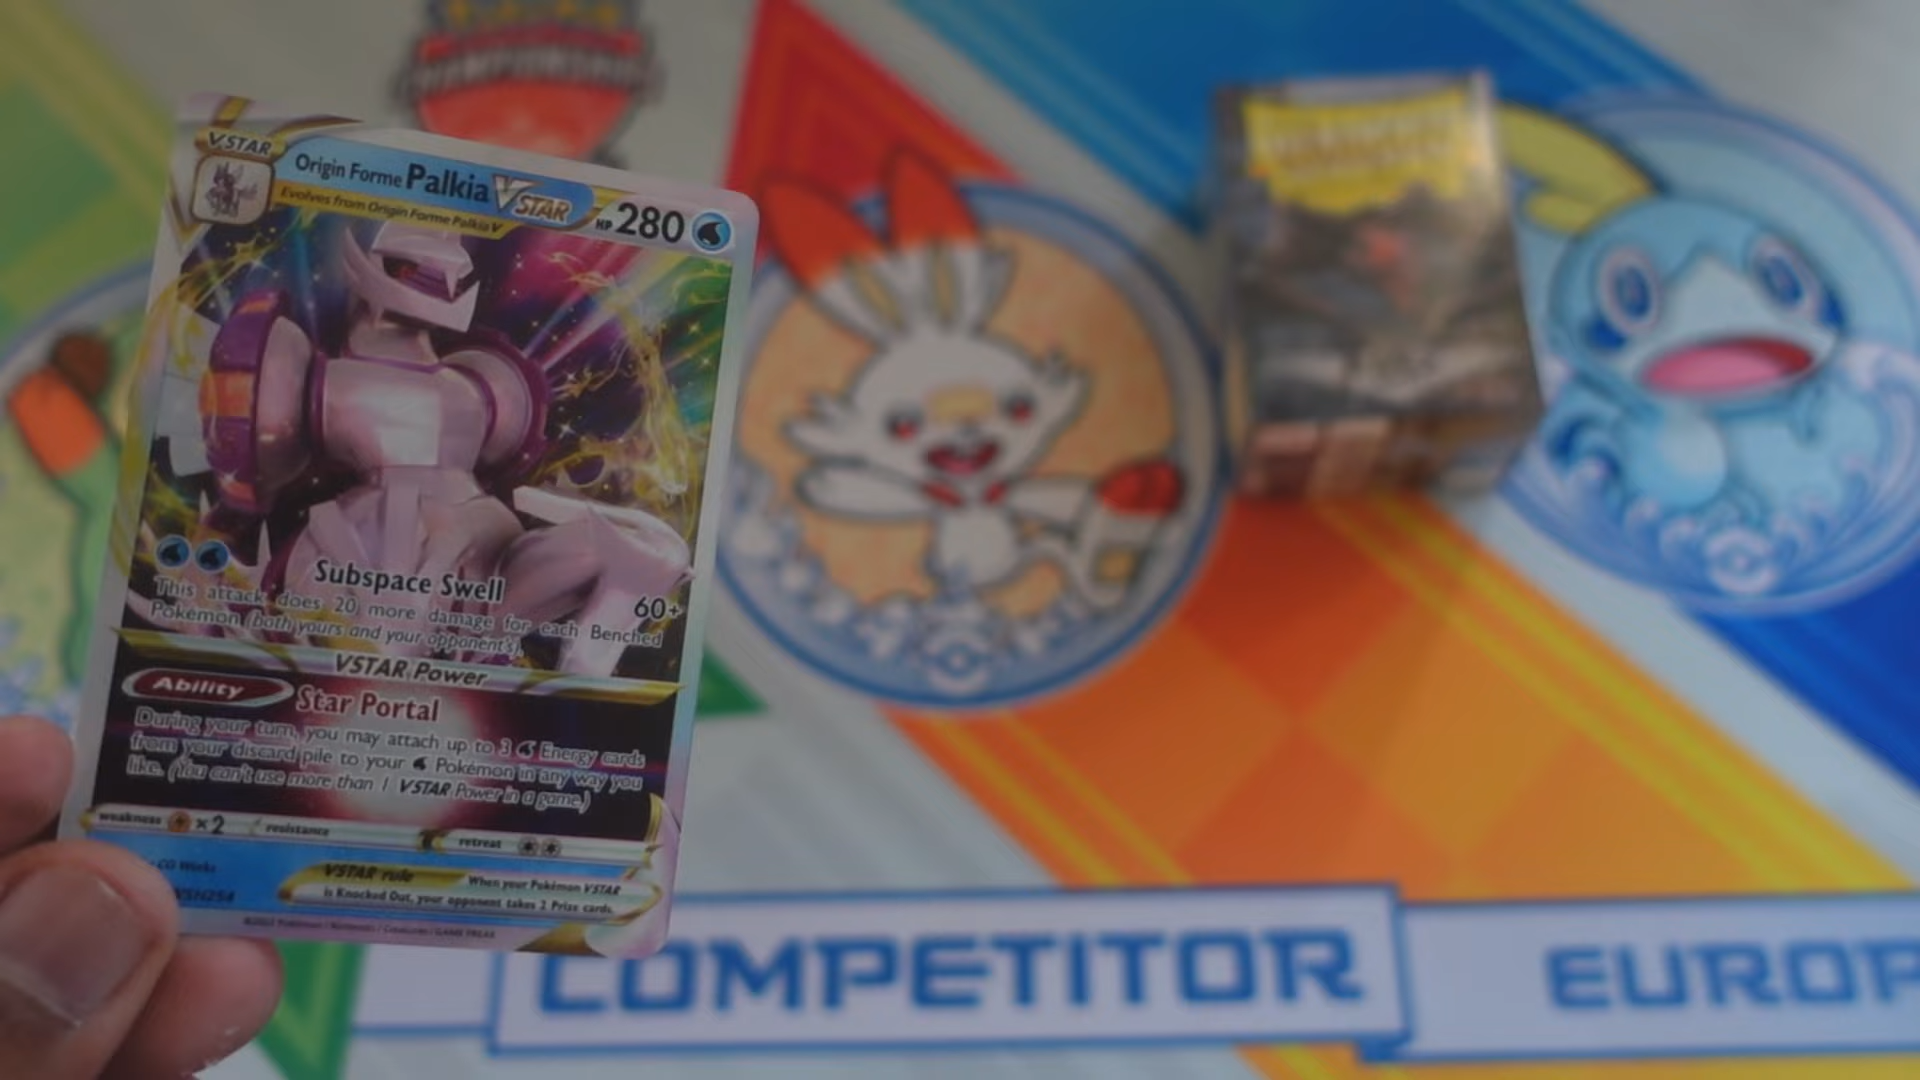 VSTAR
Origin Forme Palkia VSTAR
HP 280
Evolves from Origin Forme Palkia V
Subspace Swell
60+
This attack does 20 more damage for each Benched
Pokémon (both yours and your opponent's).
VSTAR Power
Ability Star Portal
During your turn, you may attach up to 3 Energy cards
from your discard pile to your Pokémon in any way you
like. (You can't use more than 1 VSTAR Power in a game.)
weakness ×2 resistance retreat
CG Works
VSTAR rule When your Pokémon VSTAR
is Knocked Out, your opponent takes 2 Prize cards.
COMPETITOR
EUROP